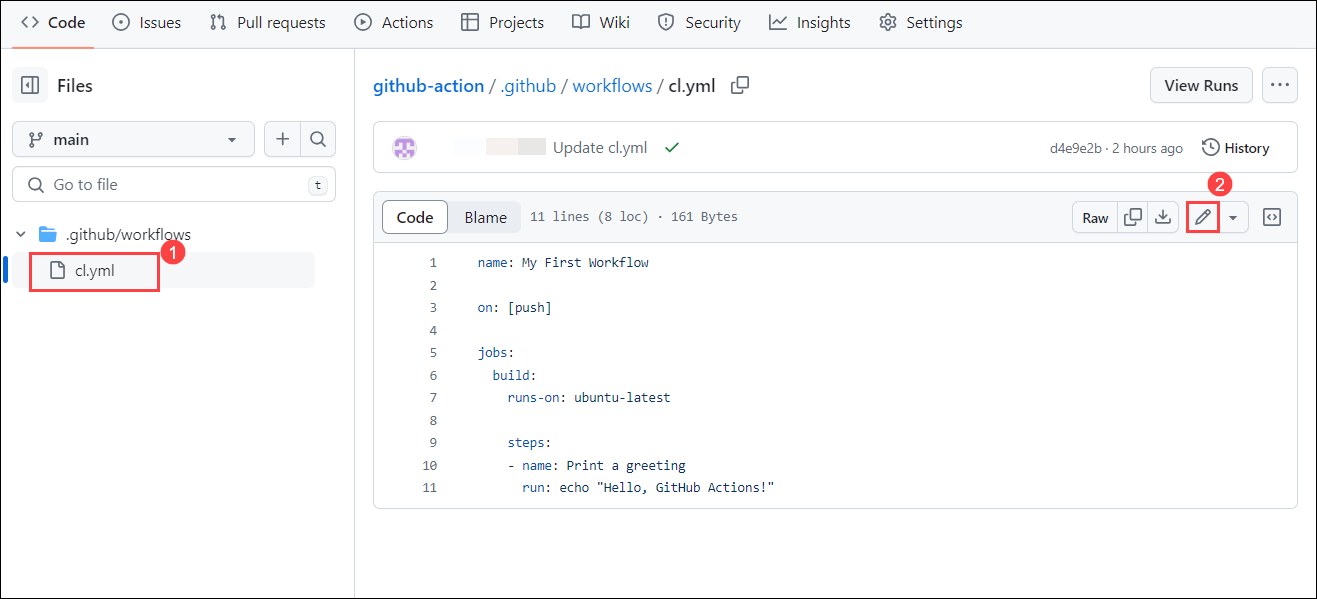 Code Issues Pull requests Actions Projects Wiki Security Insights Settings
Files
main
Go to file t
.github/workflows
1
cl.yml
github-action / .github / workflows / cl.yml
View Runs
Update cl.yml
d4e9e2b · 2 hours ago
History
2
Code Blame 11 lines (8 loc) · 161 Bytes
Raw
1 name: My First Workflow
2
3 on: [push]
4
5 jobs:
6 build:
7 runs-on: ubuntu-latest
8
9 steps:
10 - name: Print a greeting
11 run: echo "Hello, GitHub Actions!"